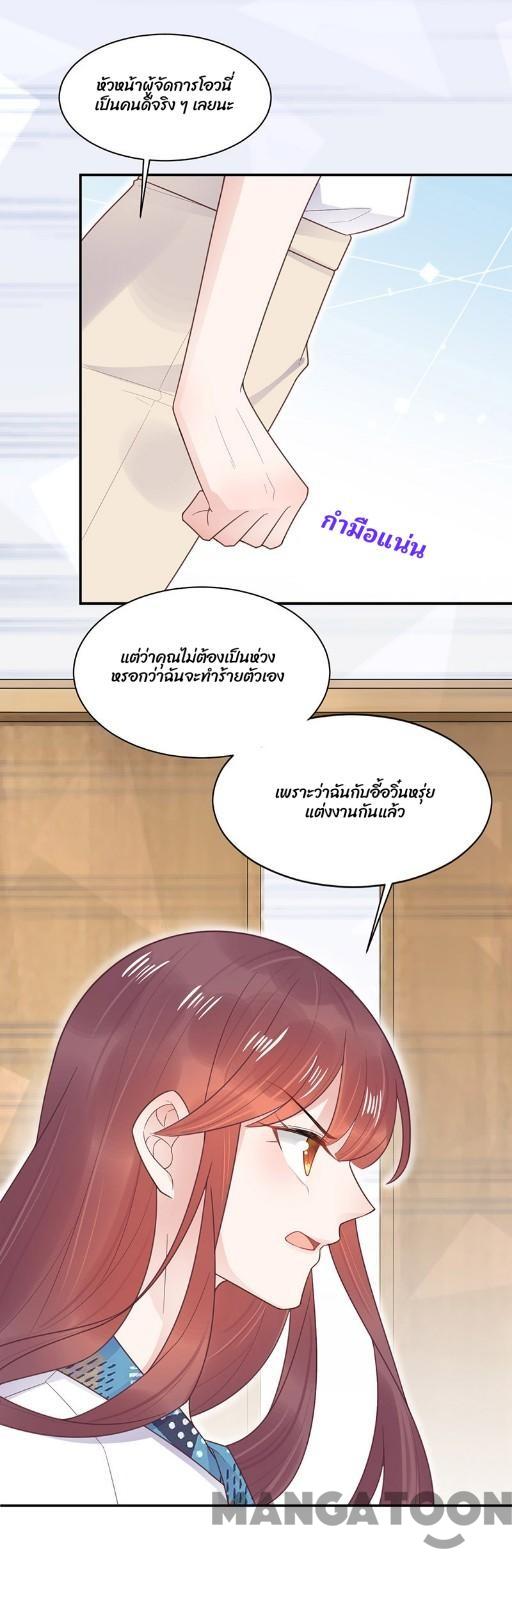 หัวหน้าผู้จัดการโอวนี่
เป็นคนดีจริง ๆ เลยนะ
กำมือแน่น
แต่ว่าคุณไม่ต้องเป็นห่วง
หรอกว่าฉันจะทำร้ายตัวเอง
เพราะว่าฉันกับอี้อวิ๋นหรุ่ย
แต่งงานกันแล้ว
MANGATOON